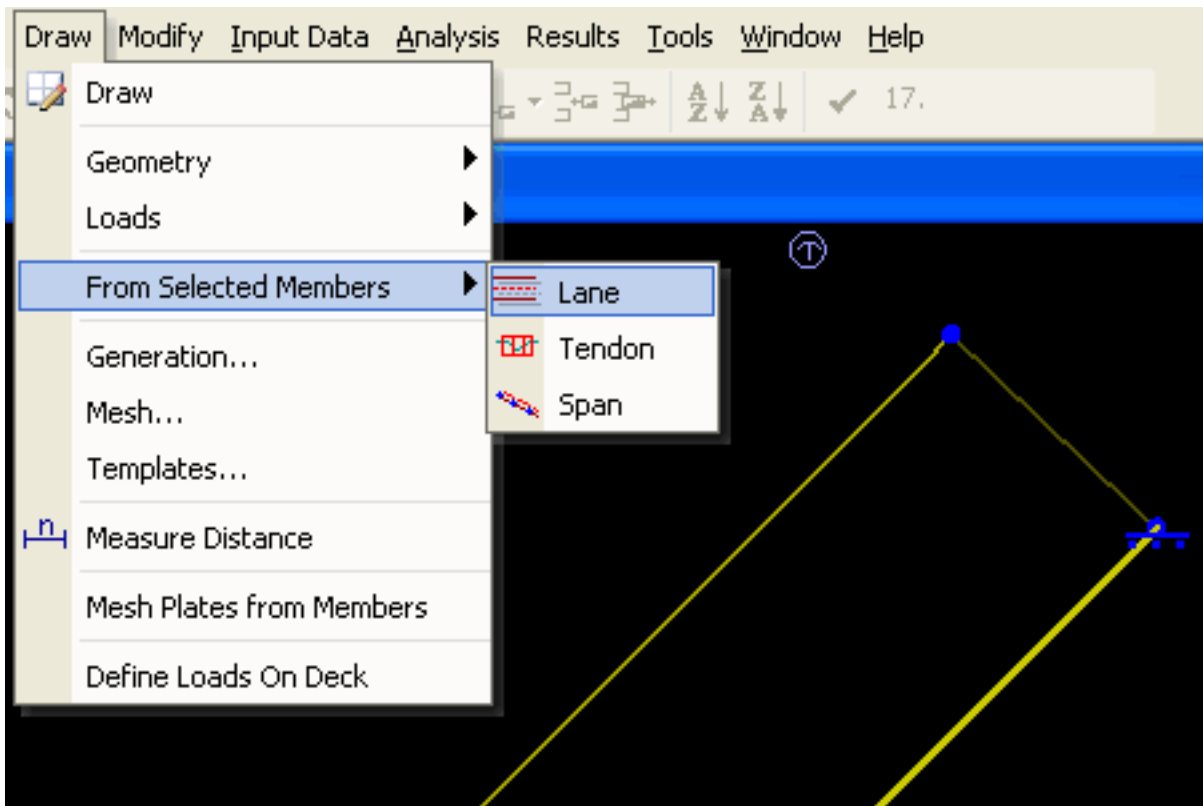 Draw Modify Input Data Analysis Results Tools Window Help
Draw
A Z Z A 17.
Geometry
Loads
From Selected Members
Lane
Tendon
Span
Generation...
Mesh...
Templates...
n Measure Distance
Mesh Plates from Members
Define Loads On Deck